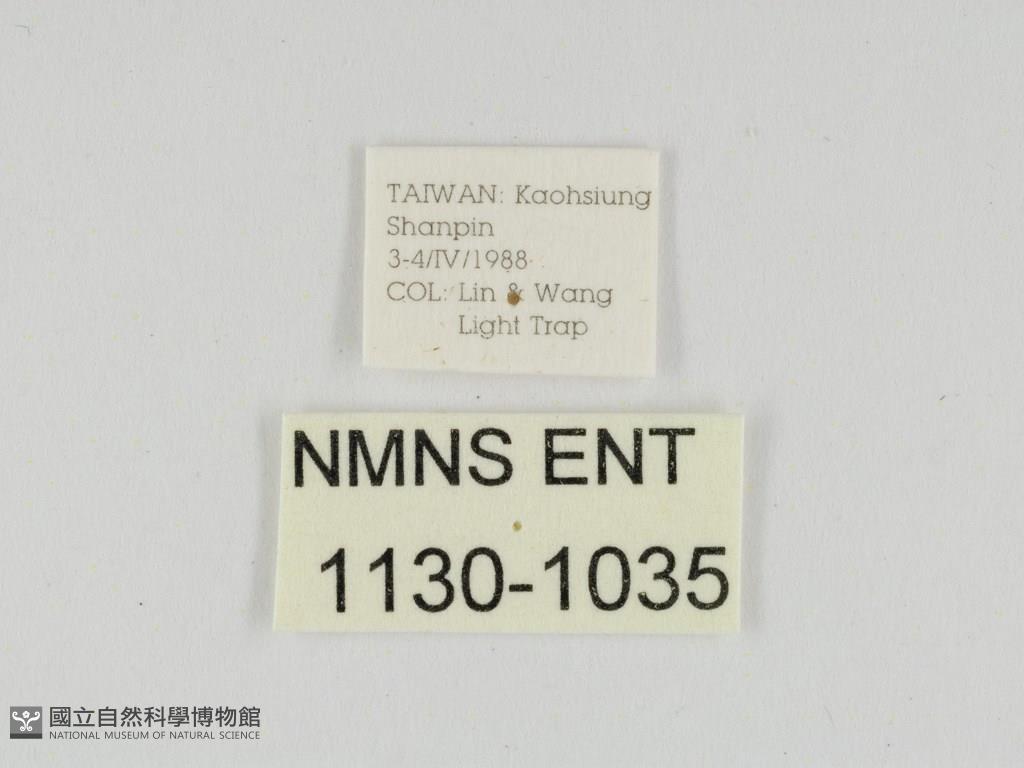 TAIWAN: Kaohsiung
Shanpin
3-4/IV/1988
COL: Lin & Wang
Light Trap
NMNS ENT
1130-1035
國立自然科學博物館
NATIONAL MUSEUM OF NATURAL SCIENCE